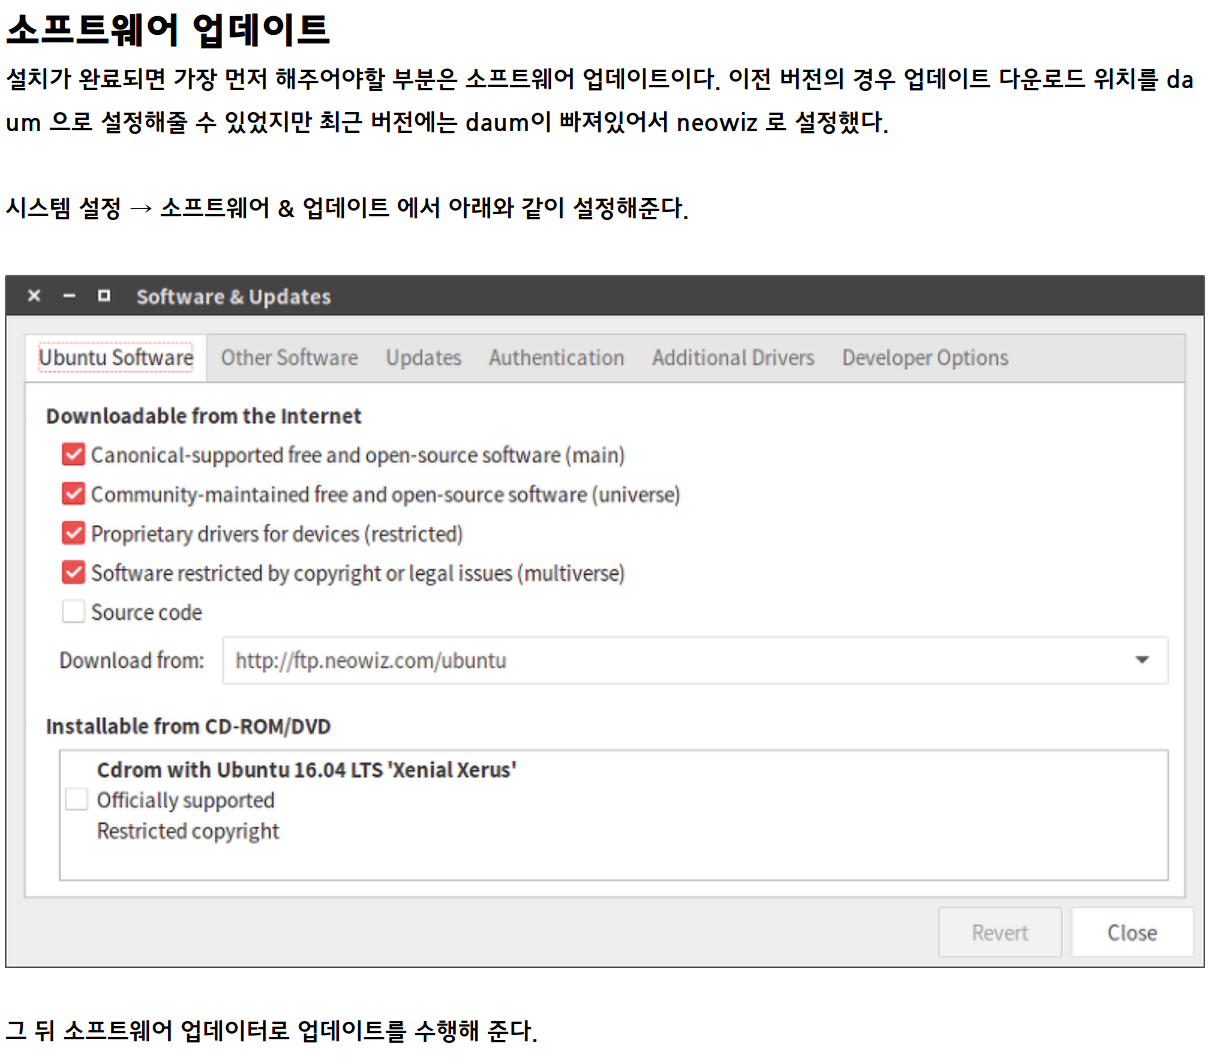 소프트웨어 업데이트
설치가 완료되면 가장 먼저 해주어야할 부분은 소프트웨어 업데이트이다. 이전 버전의 경우 업데이트 다운로드 위치를 da
um 으로 설정해줄 수 있었지만 최근 버전에는 daum이 빠져있어서 neowiz 로 설정했다.
시스템 설정 → 소프트웨어 & 업데이트 에서 아래와 같이 설정해준다.
Software & Updates
Ubuntu Software Other Software Updates Authentication Additional Drivers Developer Options
Downloadable from the Internet
Canonical-supported free and open-source software (main)
Community-maintained free and open-source software (universe)
Proprietary drivers for devices (restricted)
Software restricted by copyright or legal issues (multiverse)
Source code
Download from: http://ftp.neowiz.com/ubuntu
Installable from CD-ROM/DVD
Cdrom with Ubuntu 16.04 LTS 'Xenial Xerus'
Officially supported
Restricted copyright
Revert Close
그 뒤 소프트웨어 업데이터로 업데이트를 수행해 준다.